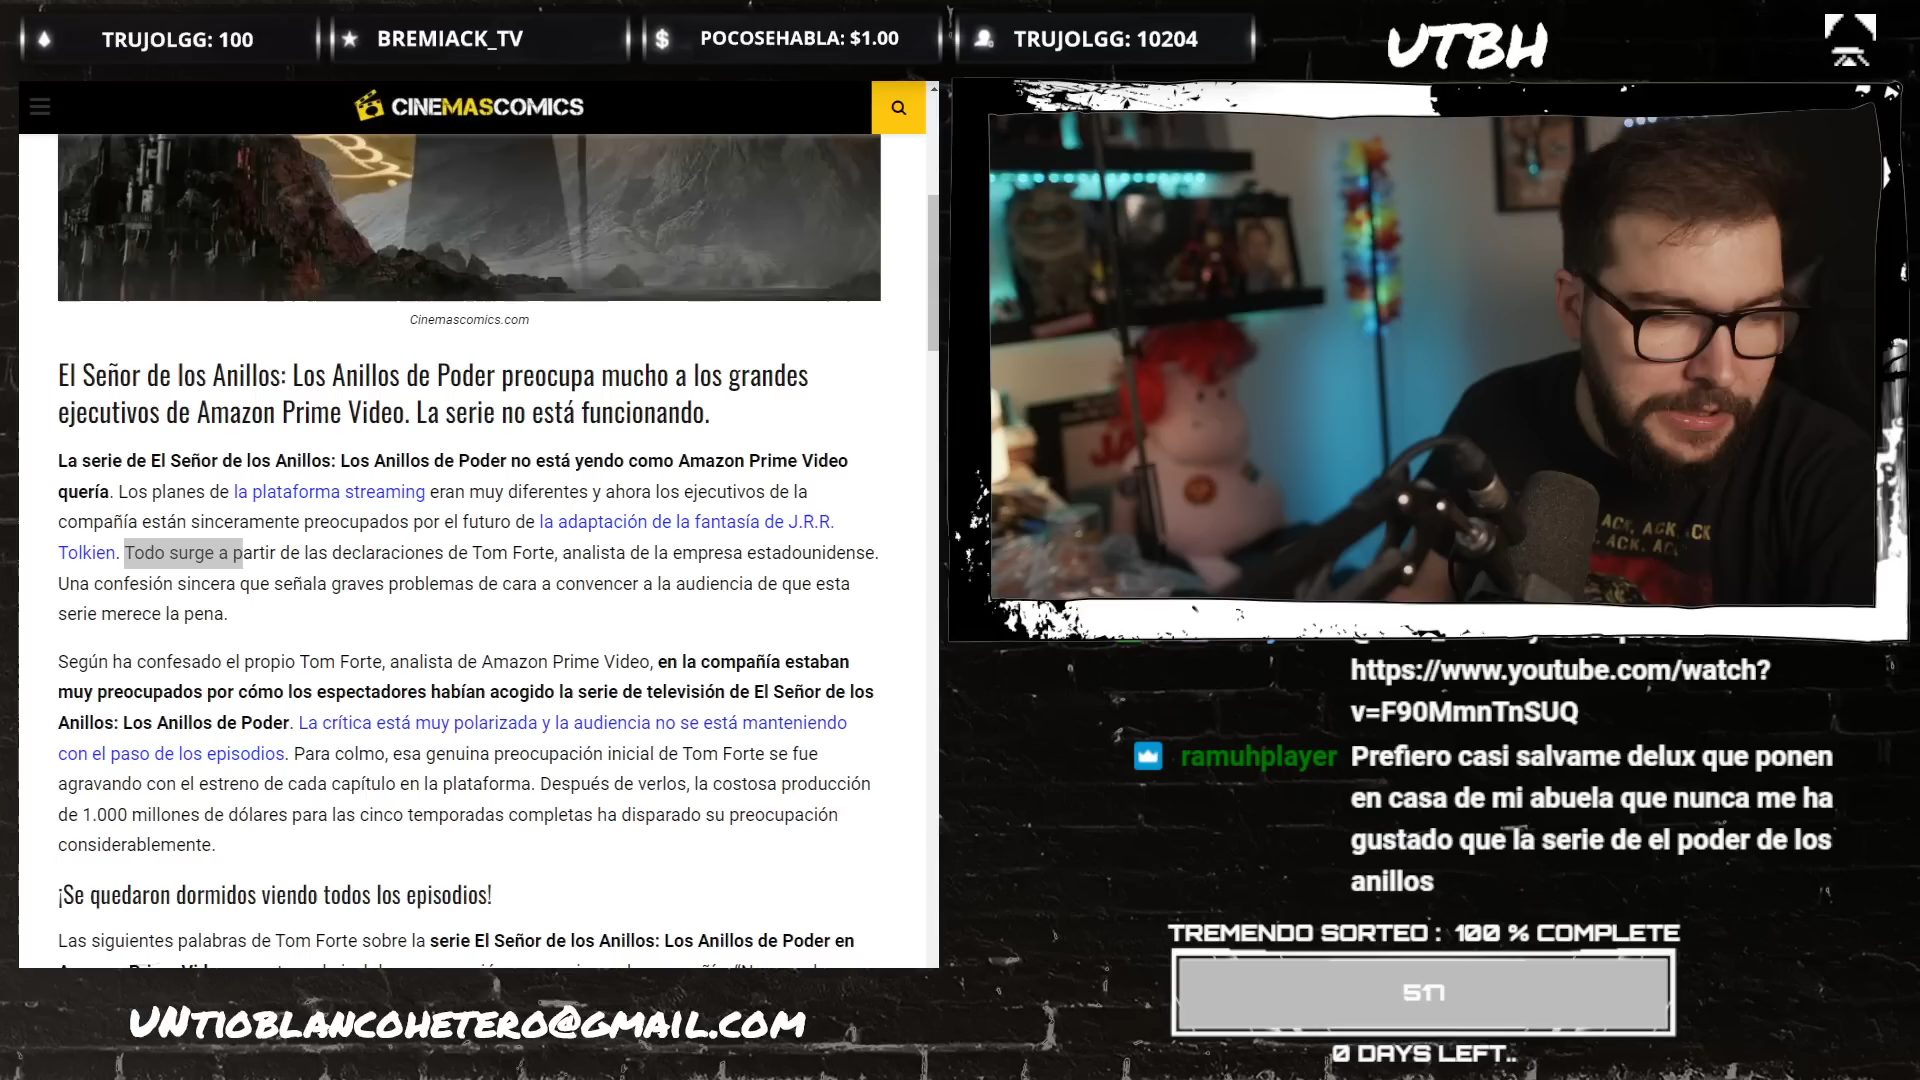 TRUJOLGG: 100
BREMIACK_TV
POCOSEHABLA: $1.00
TRUJOLGG: 10204
UTBH
CINEMASCOMICS
Cinemascomics.com
El Señor de los Anillos: Los Anillos de Poder preocupa mucho a los grandes
ejecutivos de Amazon Prime Video. La serie no está funcionando.
La serie de El Señor de los Anillos: Los Anillos de Poder no está yendo como Amazon Prime Video
quería. Los planes de la plataforma streaming eran muy diferentes y ahora los ejecutivos de la
compañía están sinceramente preocupados por el futuro de la adaptación de la fantasía de J.R.R.
Tolkien. Todo surge a partir de las declaraciones de Tom Forte, analista de la empresa estadounidense.
Una confesión sincera que señala graves problemas de cara a convencer a la audiencia de que esta
serie merece la pena.
Según ha confesado el propio Tom Forte, analista de Amazon Prime Video, en la compañía estaban
muy preocupados por cómo los espectadores habían acogido la serie de televisión de El Señor de los
Anillos: Los Anillos de Poder. La crítica está muy polarizada y la audiencia no se está manteniendo
con el paso de los episodios. Para colmo, esa genuina preocupación inicial de Tom Forte se fue
agravando con el estreno de cada capítulo en la plataforma. Después de verlos, la costosa producción
de 1.000 millones de dólares para las cinco temporadas completas ha disparado su preocupación
considerablemente.
¡Se quedaron dormidos viendo todos los episodios!
Las siguientes palabras de Tom Forte sobre la serie El Señor de los Anillos: Los Anillos de Poder en
UNTIOBLANCOHETERO@GMAIL.COM
ACK, ACK, ACK
ACK, AC
https://www.youtube.com/watch?
v=F90MmnTnSUQ
ramuhplayer Prefiero casi salvame delux que ponen
en casa de mi abuela que nunca me ha
gustado que la serie de el poder de los
anillos
TREMENDO SORTEO : 100 % COMPLETE
517
0 DAYS LEFT..